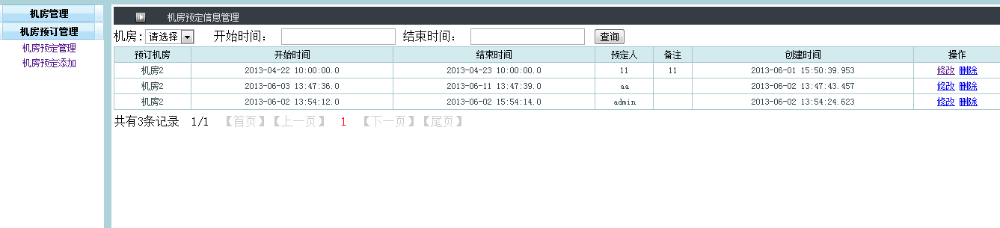 机房管理
机房预订管理
机房预定管理
机房预定添加
机房预定信息管理
机房: 请选择 开始时间: 结束时间: 查询
预订机房 开始时间 结束时间 预定人 备注 创建时间 操作
机房2 2013-04-22 10:00:00.0 2013-04-23 10:00:00.0 11 11 2013-06-01 15:50:39.953 修改 删除
机房2 2013-06-03 13:47:36.0 2013-06-11 13:47:39.0 aa 2013-06-02 13:47:43.457 修改 删除
机房2 2013-06-02 13:54:12.0 2013-06-02 15:54:14.0 admin 2013-06-02 13:54:24.623 修改 删除
共有3条记录 1/1 【首页】【上一页】 1 【下一页】【尾页】